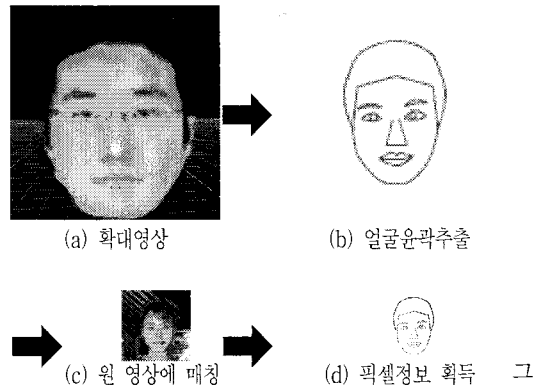 (a) 확대영상
(b) 얼굴윤곽추출
(c) 원 영상에 매칭
(d) 픽셀정보 획득 그